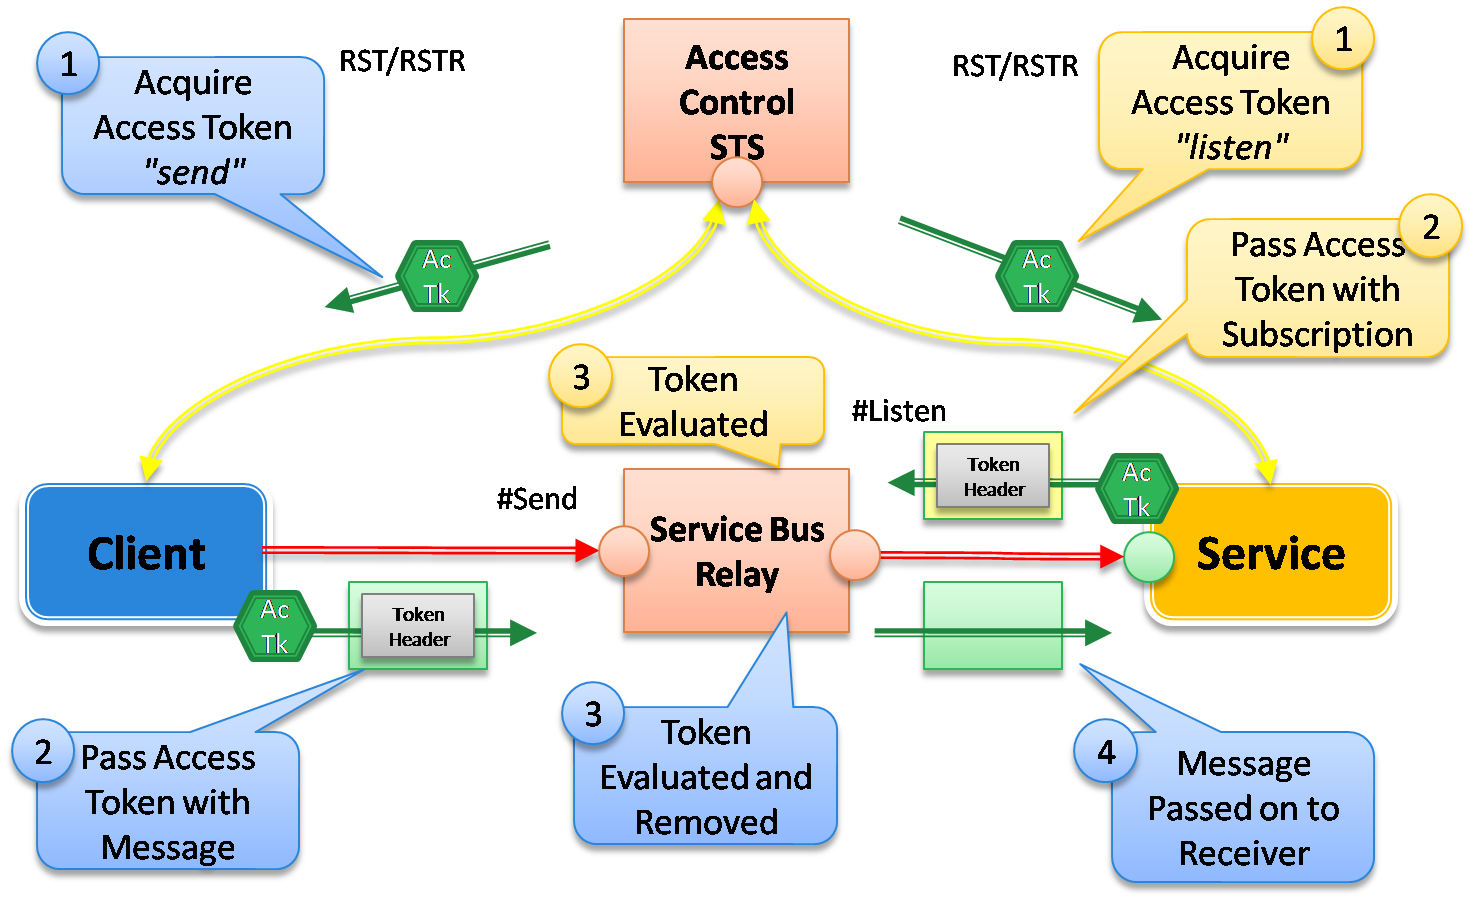 1
Acquire
Access Token
"send"
RST/RSTR
Access
Control
STS
RST/RSTR
1
Acquire
Access Token
"listen"
2
Pass Access
Token with
Subscription
Ac
Tk
Ac
Tk
3
Token
Evaluated
#Listen
Token
Header
Ac
Tk
#Send
Client
Service Bus
Relay
Service
Ac
Tk
Token
Header
2
Pass Access
Token with
Message
3
Token
Evaluated and
Removed
4
Message
Passed on to
Receiver